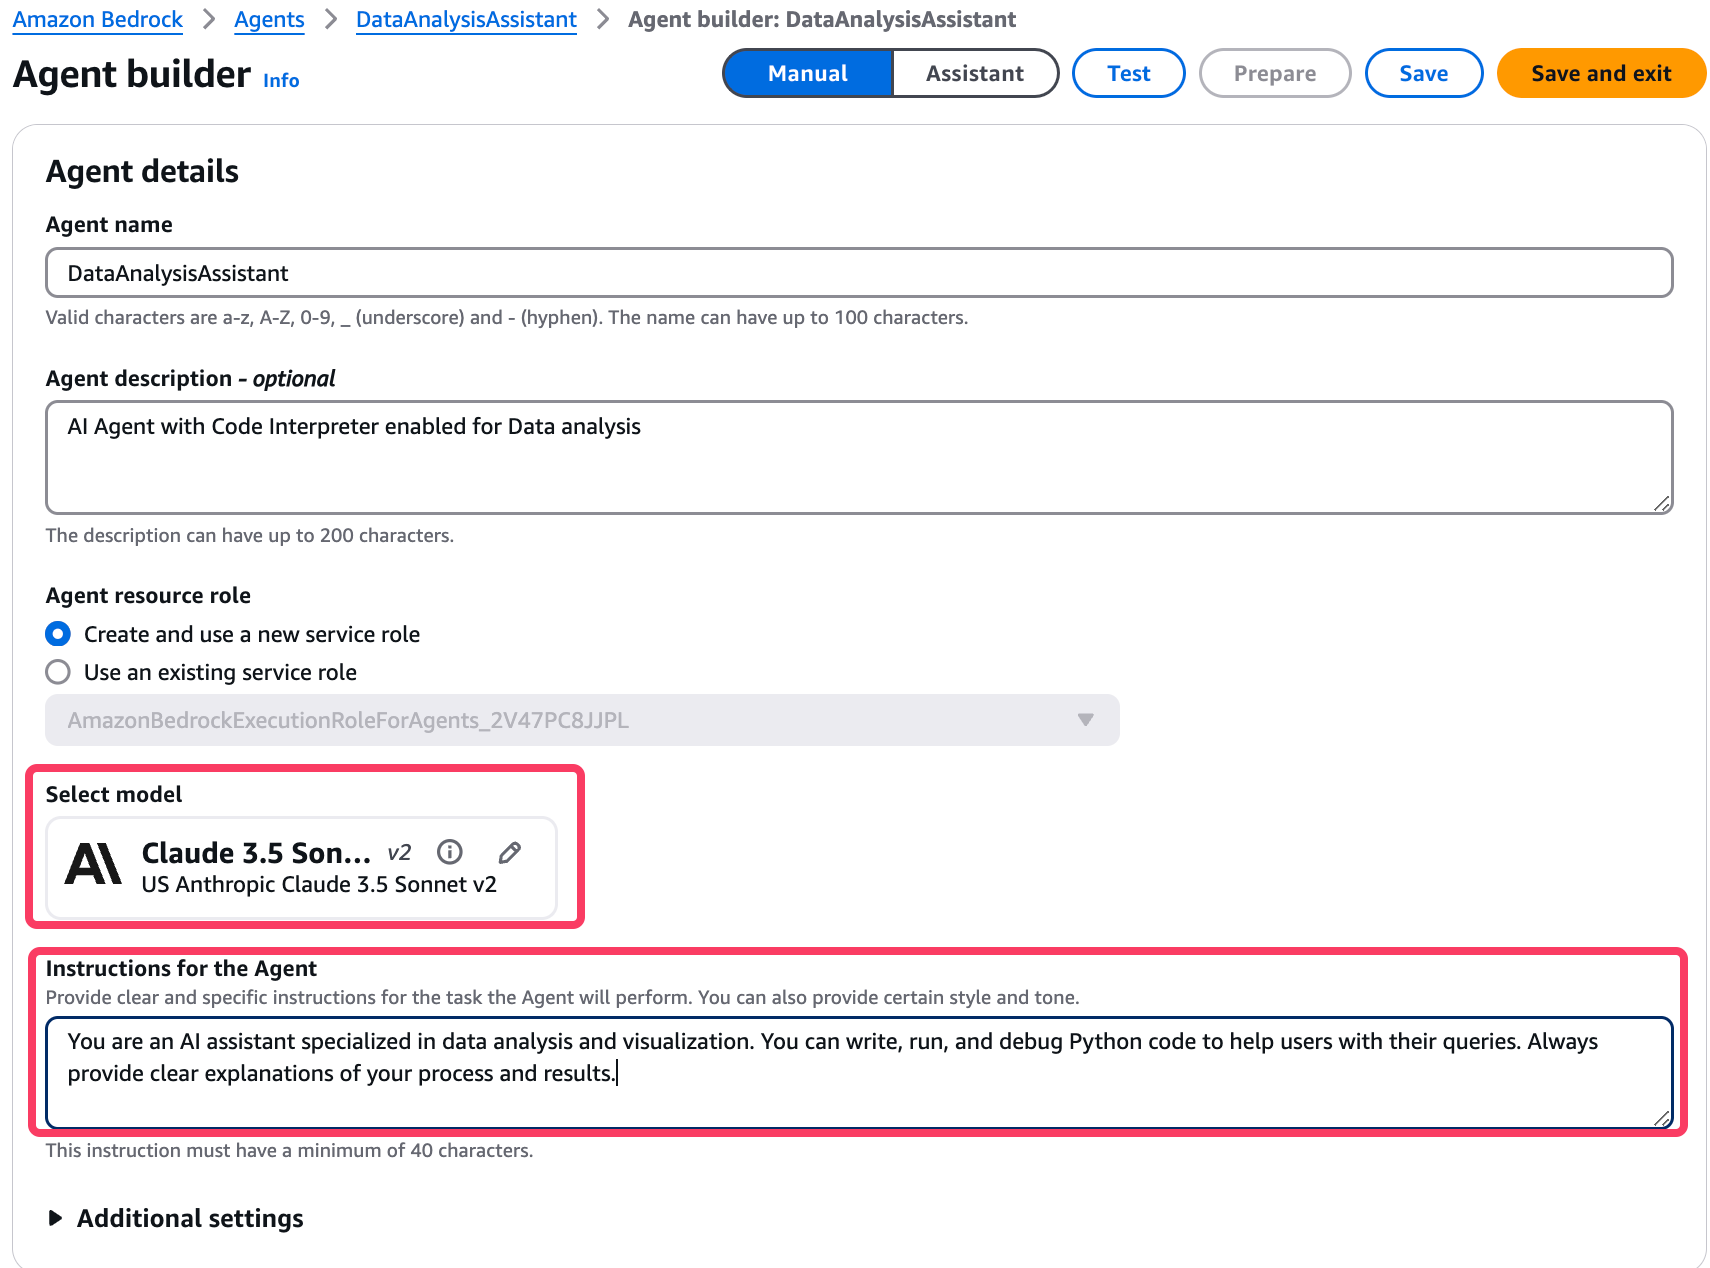 Amazon Bedrock > Agents > DataAnalysisAssistant > Agent builder: DataAnalysisAssistant
Agent builder Info
Manual Assistant Test Prepare Save Save and exit
Agent details
Agent name
DataAnalysisAssistant
Valid characters are a-z, A-Z, 0-9, _ (underscore) and - (hyphen). The name can have up to 100 characters.
Agent description - optional
AI Agent with Code Interpreter enabled for Data analysis
The description can have up to 200 characters.
Agent resource role
Create and use a new service role
Use an existing service role
AmazonBedrockExecutionRoleForAgents_2V47PC8JJPL
Select model
Claude 3.5 Son... v2
US Anthropic Claude 3.5 Sonnet v2
Instructions for the Agent
Provide clear and specific instructions for the task the Agent will perform. You can also provide certain style and tone.
You are an AI assistant specialized in data analysis and visualization. You can write, run, and debug Python code to help users with their queries. Always
provide clear explanations of your process and results.
This instruction must have a minimum of 40 characters.
Additional settings